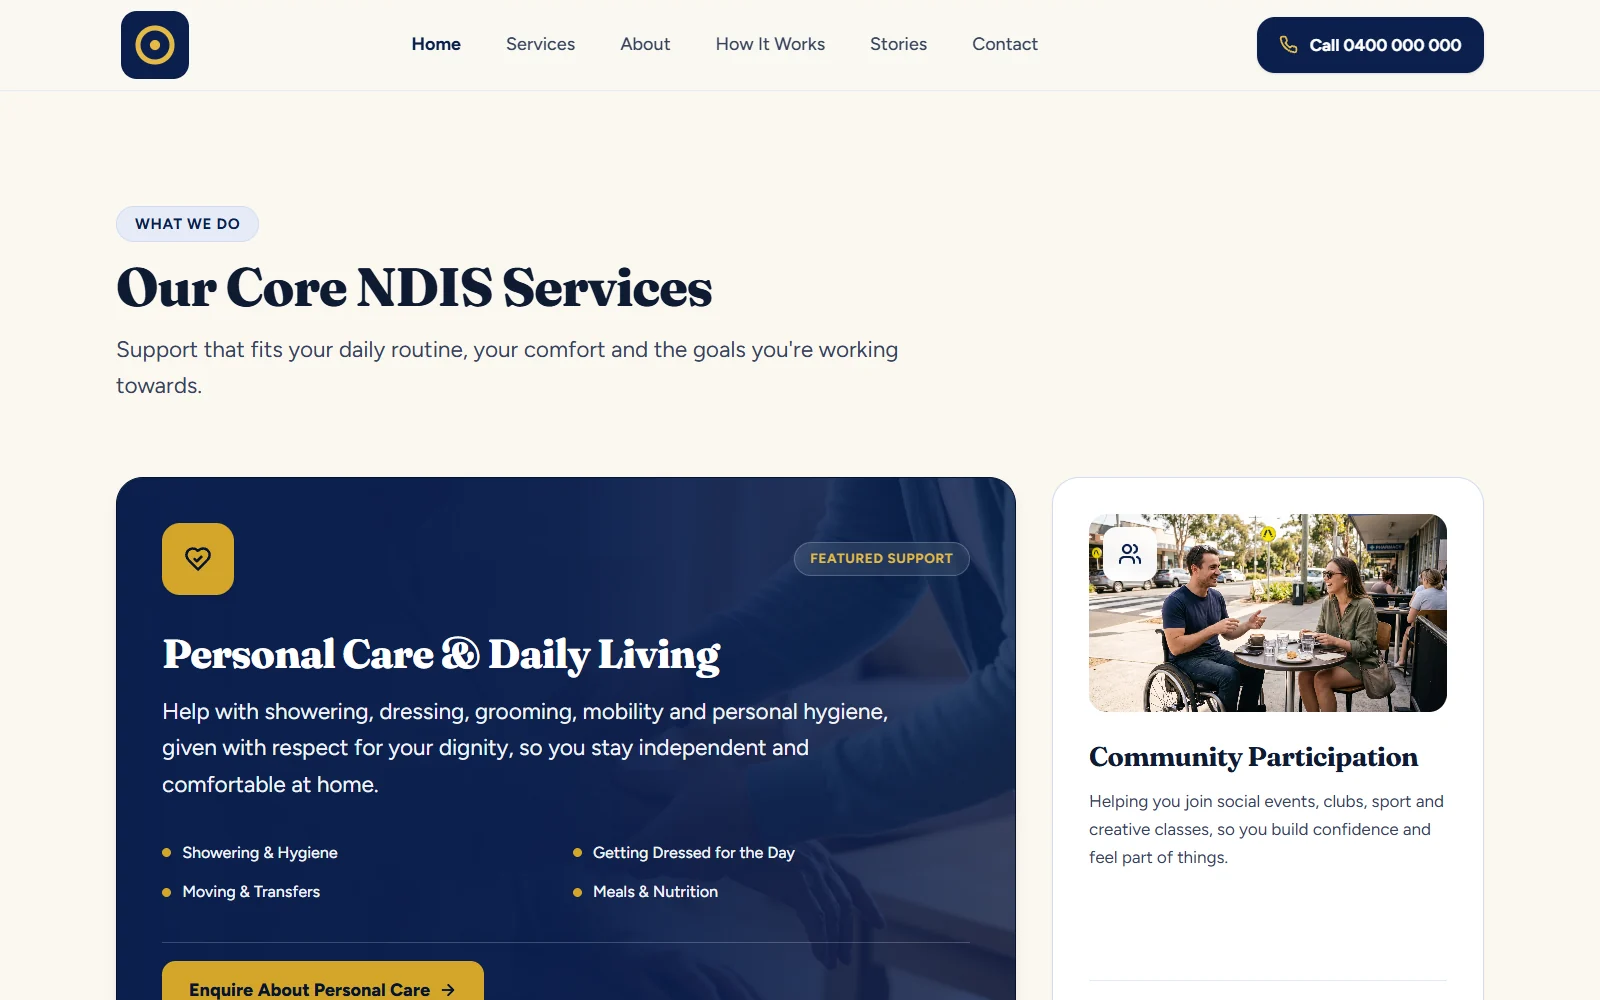 Home
Services
About
How It Works
Stories
Contact
Call 0400 000 000
WHAT WE DO
Our Core NDIS Services
Support that fits your daily routine, your comfort and the goals you're working
towards.
FEATURED SUPPORT
Personal Care & Daily Living
Help with showering, dressing, grooming, mobility and personal hygiene,
given with respect for your dignity, so you stay independent and
comfortable at home.
Showering & Hygiene
Getting Dressed for the Day
Moving & Transfers
Meals & Nutrition
Enquire About Personal Care →
PHARMACY
Community Participation
Helping you join social events, clubs, sport and
creative classes, so you build confidence and
feel part of things.